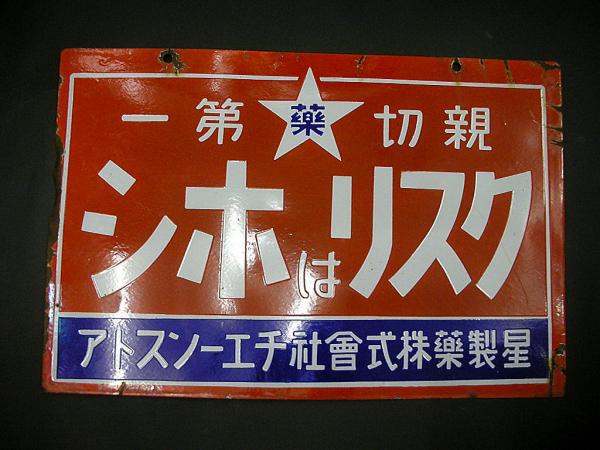 親切 藥 第一
クスリはホシ
星製藥株式會社チエーンストア